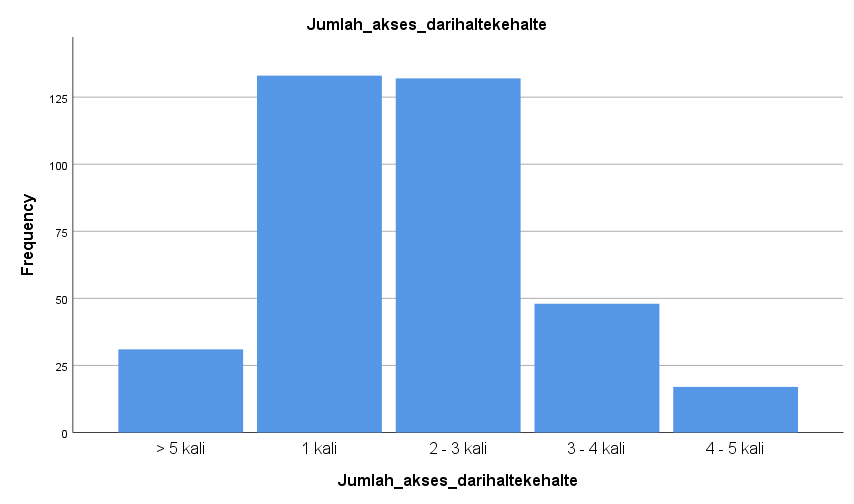 Jumlah_akses_darihaltekehalte
Frequency
125
100
75
50
25
0
> 5 kali
1 kali
2 - 3 kali
3 - 4 kali
4 - 5 kali
Jumlah_akses_darihaltekehalte